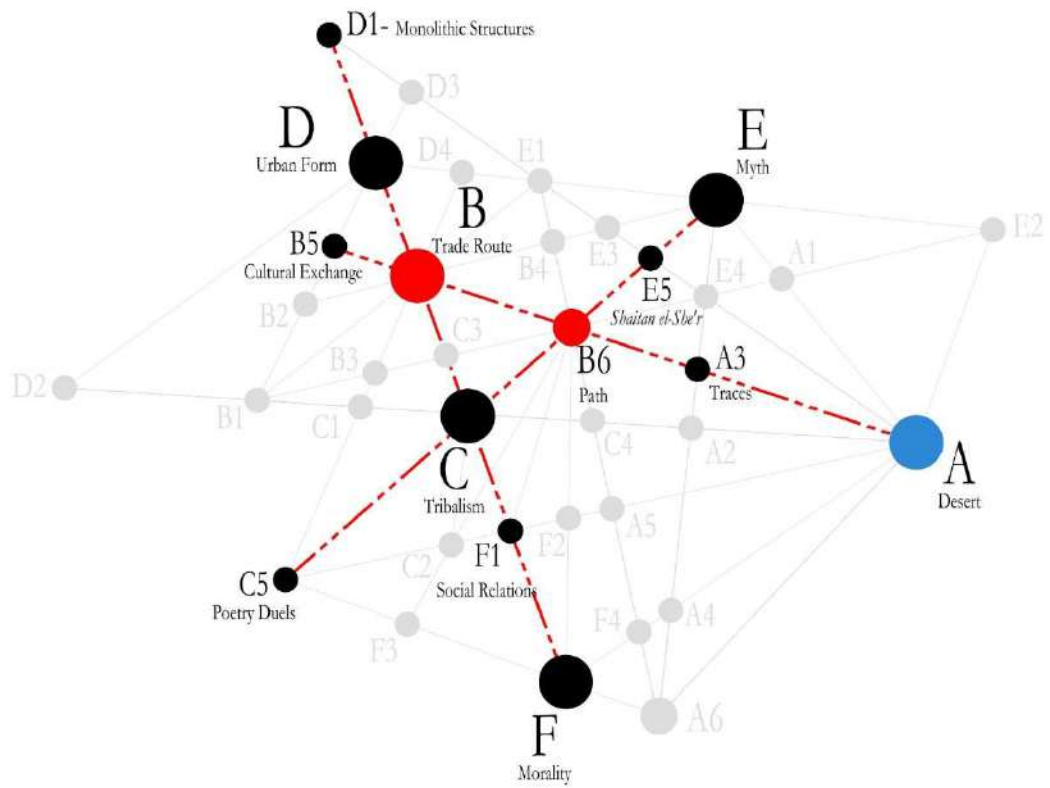 D1- Monolithic Structures
D3
D
Urban Form
D4
E1
E
Myth
B
Trade Route
B5
Cultural Exchange
B4
E3
A1
E2
E5
Shaitan el-She'r
E4
B2
C3
B6
Path
A3
Traces
D2
B3
B1
C1
C4
A2
A
Desert
C
Tribalism
C5
Poetry Duels
C2
F1
Social Relations
F2
A5
F3
F4
A4
F
Morality
A6